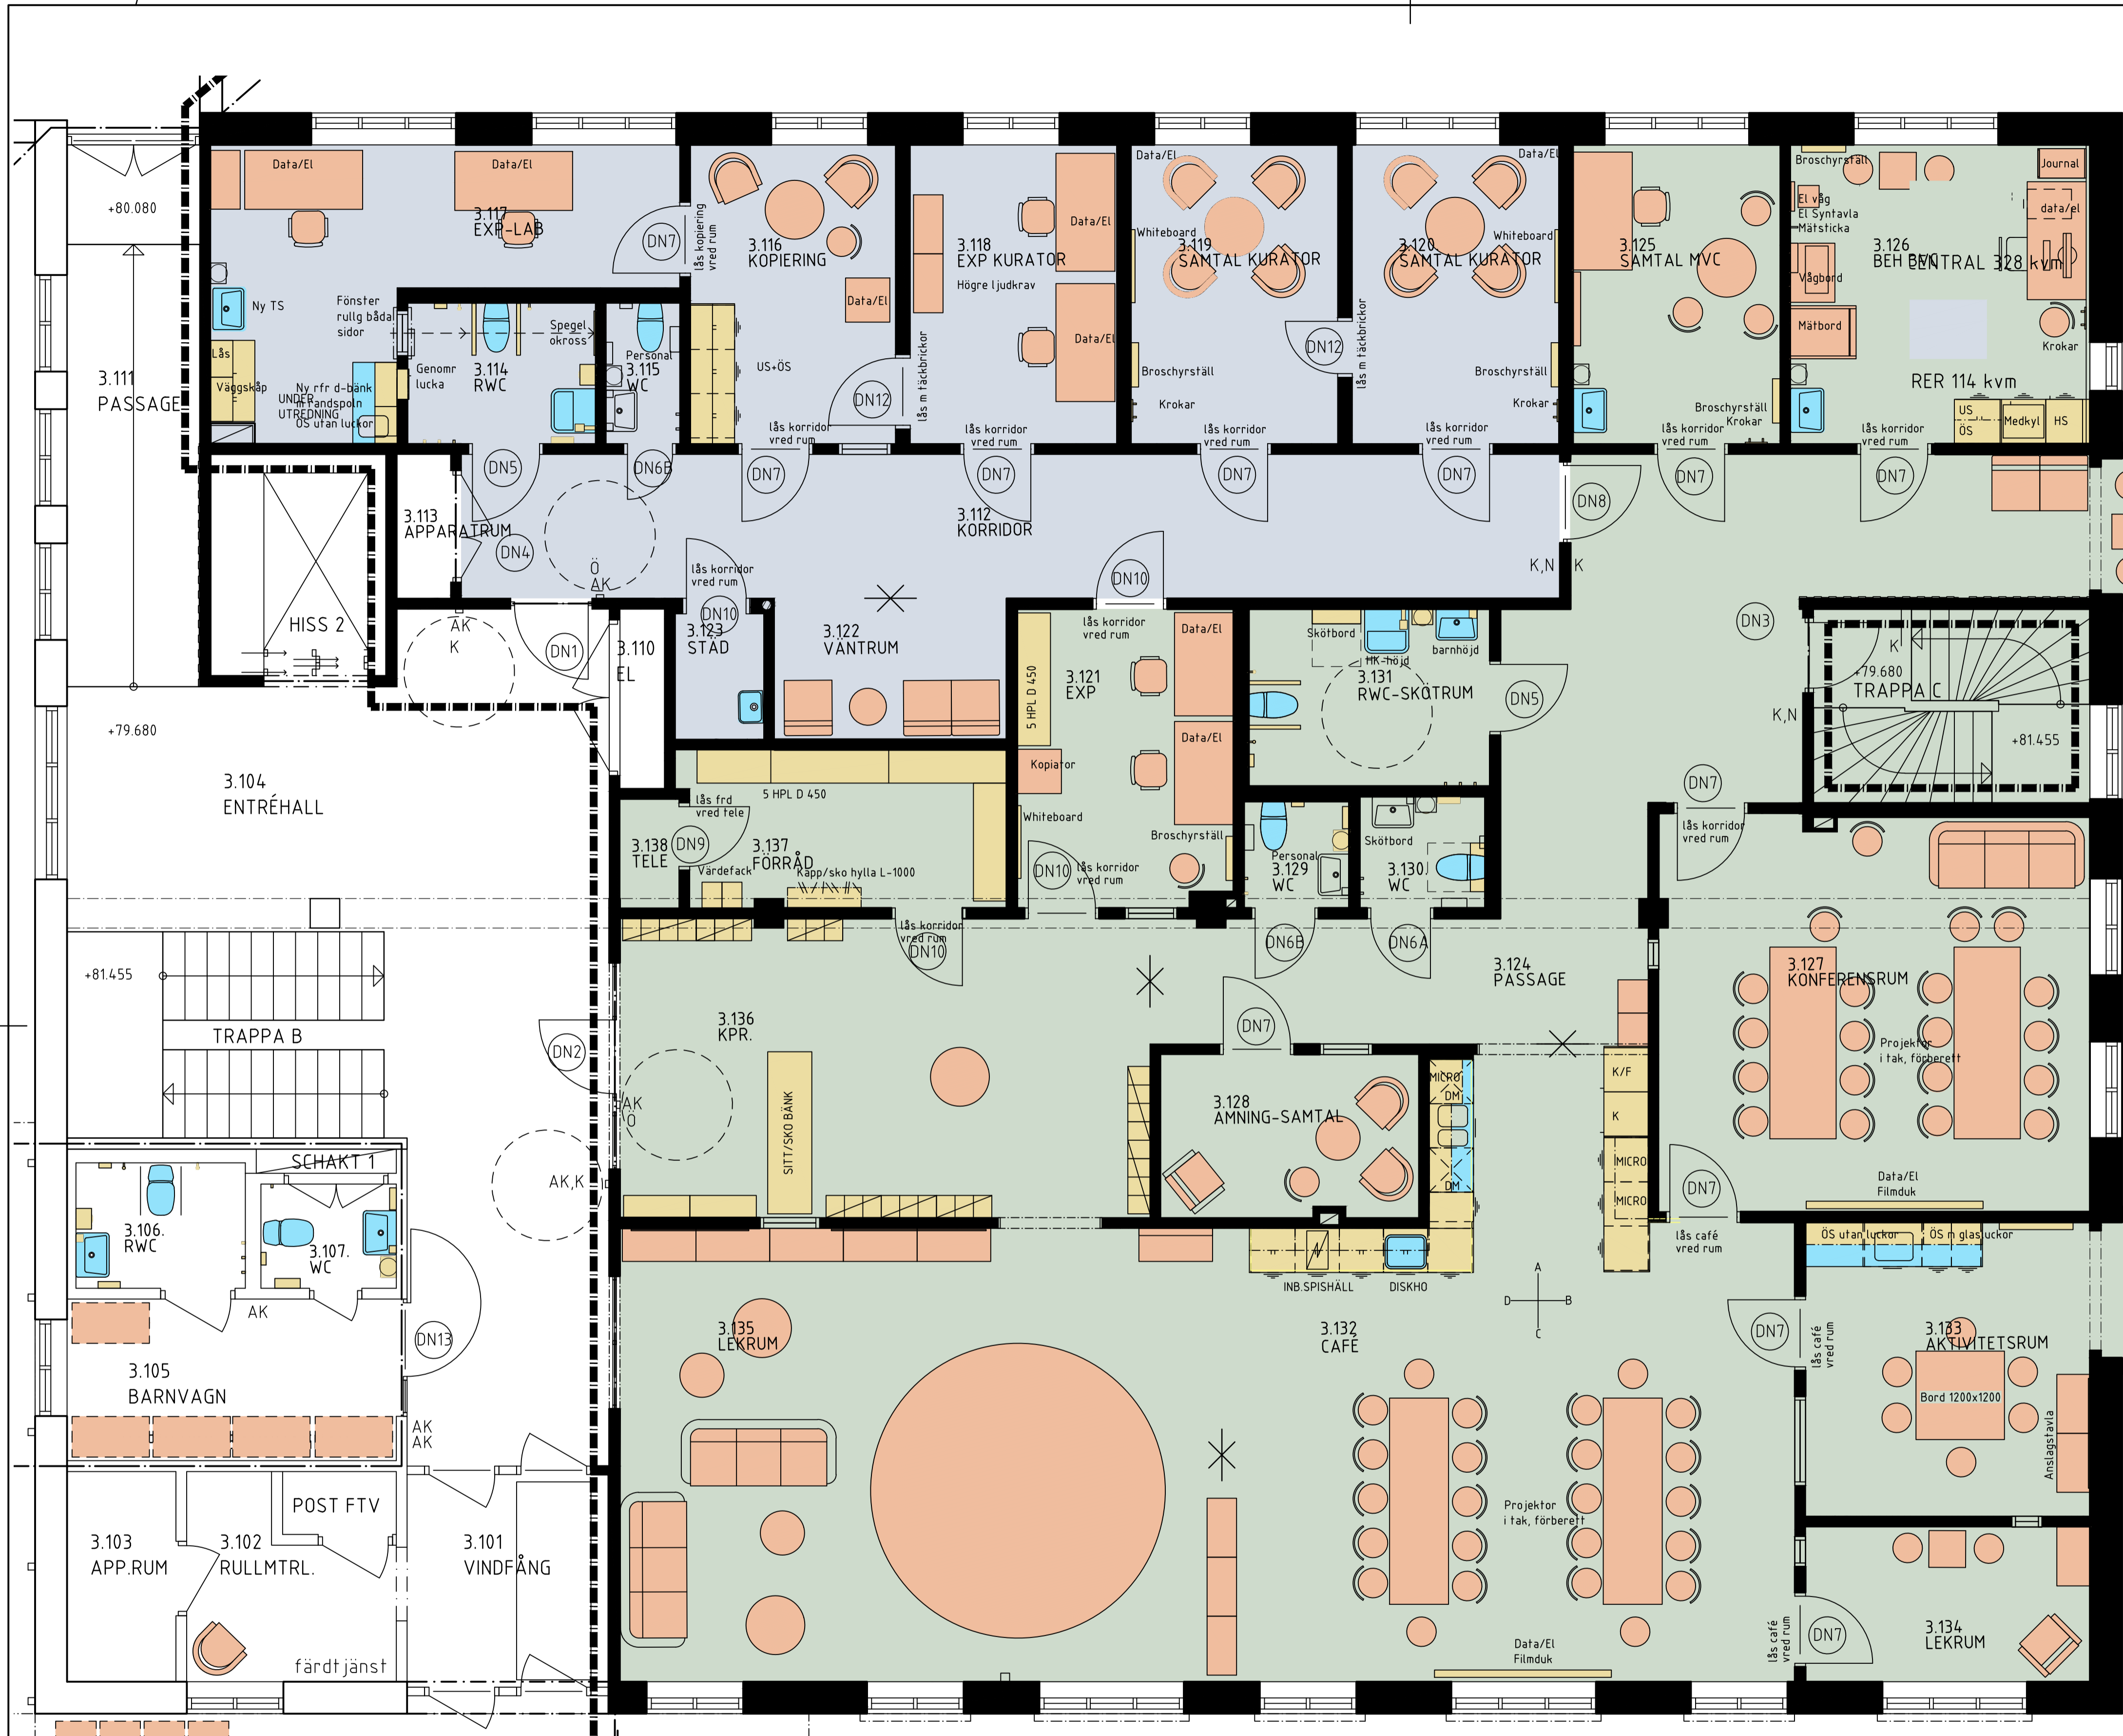 +80.080
3.111
PASSAGE
HISS 2
+79.680
3.104
ENTRÉHALL
+81.455
TRAPPA B
SCHAKT 1
3.106.
RWC
3.107.
WC
AK
3.105
BARNVAGN
AK
AK
DN13
3.103
APP.RUM
3.102
RULLMTRL.
POST FTV
3.101
VINDFÅNG
färdtjänst
Data/El
Data/El
3.117
EXP-LAB
DN7
lås kopiering
vred rum
Ny TS
Fönster
rullg båda
sidor
Lås
Väggskåp
Ny rfr d-bänk
m randspoln
ÖS utan luckor
UNDER
UTREDNING
Genomr
lucka
3.114
RWC
Spegel
okross
Personal
3.115
WC
DN5
DN6B
3.116
KOPIERING
Data/El
US+ÖS
DN12
lås m täckbrickor
lås korridor
vred rum
DN7
3.118
EXP KURATOR
Högre ljudkrav
Data/El
Data/El
lås korridor
vred rum
DN7
Data/El
Whiteboard
3.119
SAMTAL KURATOR
Broschyrställ
Krokar
DN12
lås m täckbrickor
lås korridor
vred rum
DN7
Data/El
Whiteboard
3.120
SAMTAL KURATOR
Broschyrställ
Krokar
lås korridor
vred rum
DN7
3.125
SAMTAL MVC
Broschyrställ
Krokar
lås korridor
vred rum
DN7
Broschyrställ
El våg
El Syntavla
Mätsticka
Vågbord
Mätbord
3.126
BEH BVC
CENTRAL 328 kvm
RER 114 kvm
Journal
data/el
Krokar
US
ÖS
Medkyl
HS
lås korridor
vred rum
DN7
3.113
APPARATRUM
DN4
Ö
AK
3.112
KORRIDOR
DN8
K,N
K
AK
K
DN1
3.110
EL
lås korridor
vred rum
DN10
3.123
STÄD
3.122
VÄNTRUM
DN10
lås korridor
vred rum
5 HPL D 450
3.121
EXP
Data/El
Data/El
Kopiator
Whiteboard
Broschyrställ
DN10
lås korridor
vred rum
Skötbord
HK-höjd
barnhöjd
3.131
RWC-SKÖTRUM
DN5
DN3
K
+79.680
TRAPPA C
K,N
+81.455
5 HPL D 450
lås frd
vred tele
3.138
TELE
DN9
3.137
FÖRRÅD
Värdefack
Kapp/sko hylla L-1000
lås korridor
vred rum
DN10
Personal
3.129
WC
Skötbord
3.130
WC
DN6B
DN6A
3.124
PASSAGE
DN7
lås korridor
vred rum
3.127
KONFERENSRUM
Projektor
i tak, förberett
Data/El
Filmduk
DN7
lås café
vred rum
3.136
KPR.
DN2
AK
Ö
AK,K
SITT/SKO BÄNK
DN7
3.128
AMNING-SAMTAL
MICRO
DM
DM
K/F
K
MICRO
MICRO
INB.SPISHÄLL
DISKHO
3.135
LEKRUM
3.132
CAFÉ
A
D
B
C
Projektor
i tak, förberett
Data/El
Filmduk
ÖS utan luckor
ÖS m glasluckor
DN7
lås café
vred rum
3.133
AKTIVITETSRUM
Bord 1200x1200
Anslagstavla
lås café
vred rum
DN7
3.134
LEKRUM